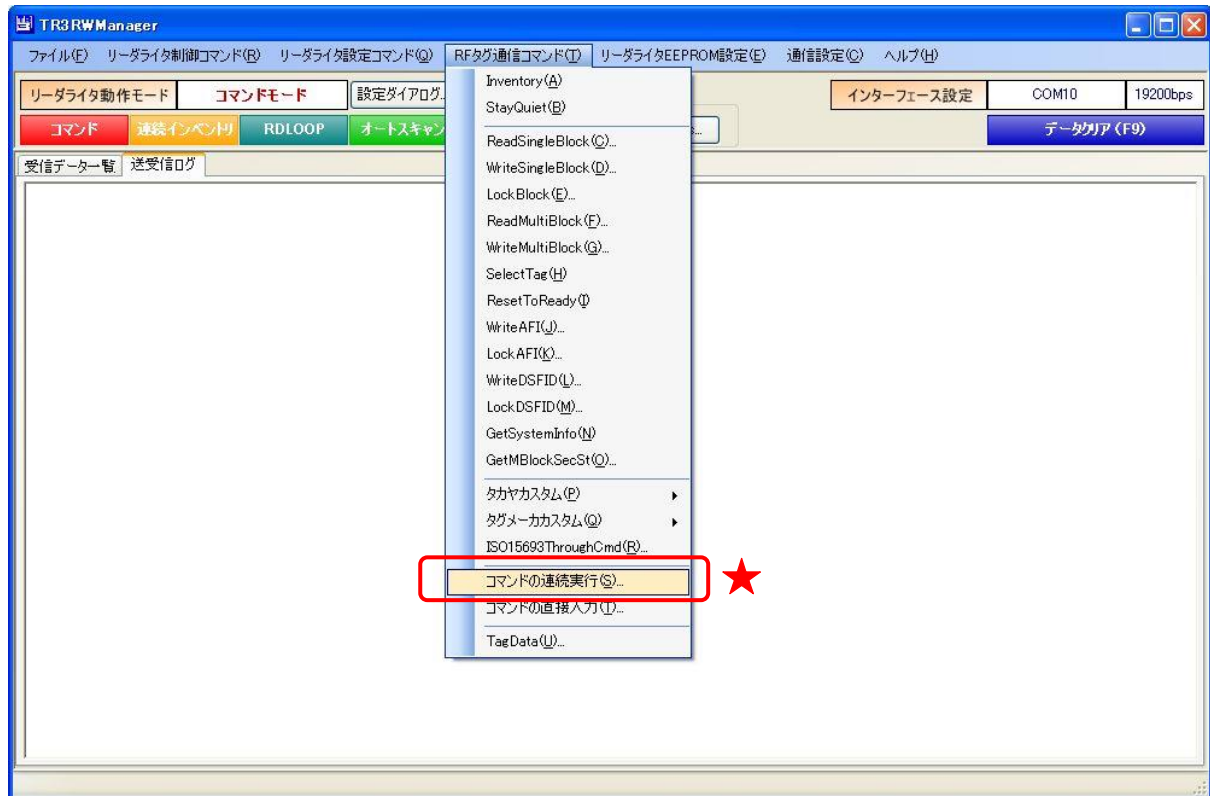 TR3RWManager
ファイル(F) リーダライタ制御コマンド(R) リーダライタ設定コマンド(Q) RFタグ通信コマンド(T) リーダライタEEPROM設定(E) 通信設定(C) ヘルプ(H)
リーダライタ動作モード コマンドモード 設定ダイアログ... インターフェース設定 COM10 19200bps
コマンド 連続インベントリ RDLOOP オートスキャン データクリア (F9)
受信データ一覧 送受信ログ
Inventory(A)
StayQuiet(B)
ReadSingleBlock(C)...
WriteSingleBlock(D)...
LockBlock(E)...
ReadMultiBlock(F)...
WriteMultiBlock(G)...
SelectTag(H)
ResetToReady(I)
WriteAFI(J)...
LockAFI(K)...
WriteDSFID(L)...
LockDSFID(M)...
GetSystemInfo(N)
GetMBlockSecSt(O)...
タカヤカスタム(P)
タグメーカカスタム(Q)
ISO15693ThroughCmd(R)...
コマンドの連続実行(S)...
★
コマンドの直接入力(T)...
TagData(U)...